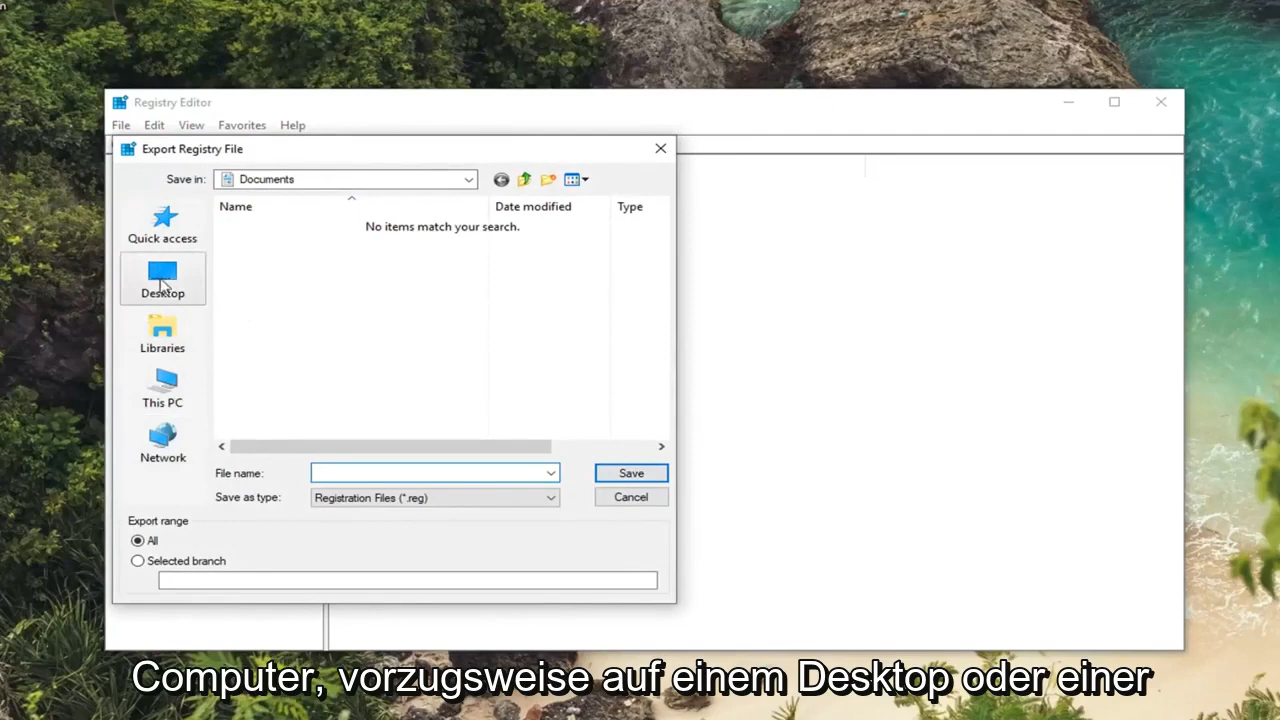 Registry Editor
File Edit View Favorites Help
Export Registry File
Save in: Documents
Name Date modified Type
No items match your search.
Quick access
Desktop
Libraries
This PC
Network
File name: Save
Save as type: Registration Files (*.reg) Cancel
Export range
All
Selected branch
Computer, vorzugsweise auf einem Desktop oder einer